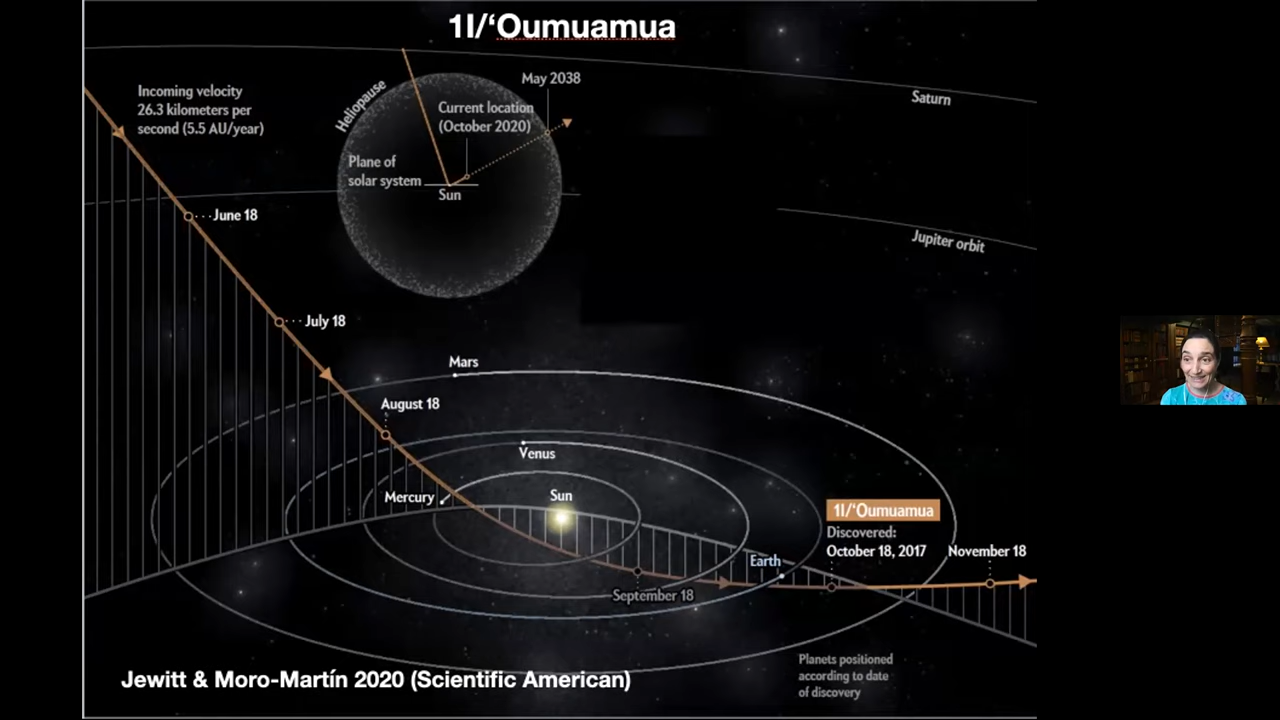 1I/‘Oumuamua
Incoming velocity
26.3 kilometers per
second (5.5 AU/year)
Heliopause
May 2038
Current location
(October 2020)
Plane of
solar system
Sun
Saturn
Jupiter orbit
June 18
July 18
Mars
August 18
Venus
Mercury
Sun
1I/‘Oumuamua
Discovered:
October 18, 2017
November 18
Earth
September 18
Planets positioned
according to date
of discovery
Jewitt & Moro-Martín 2020 (Scientific American)